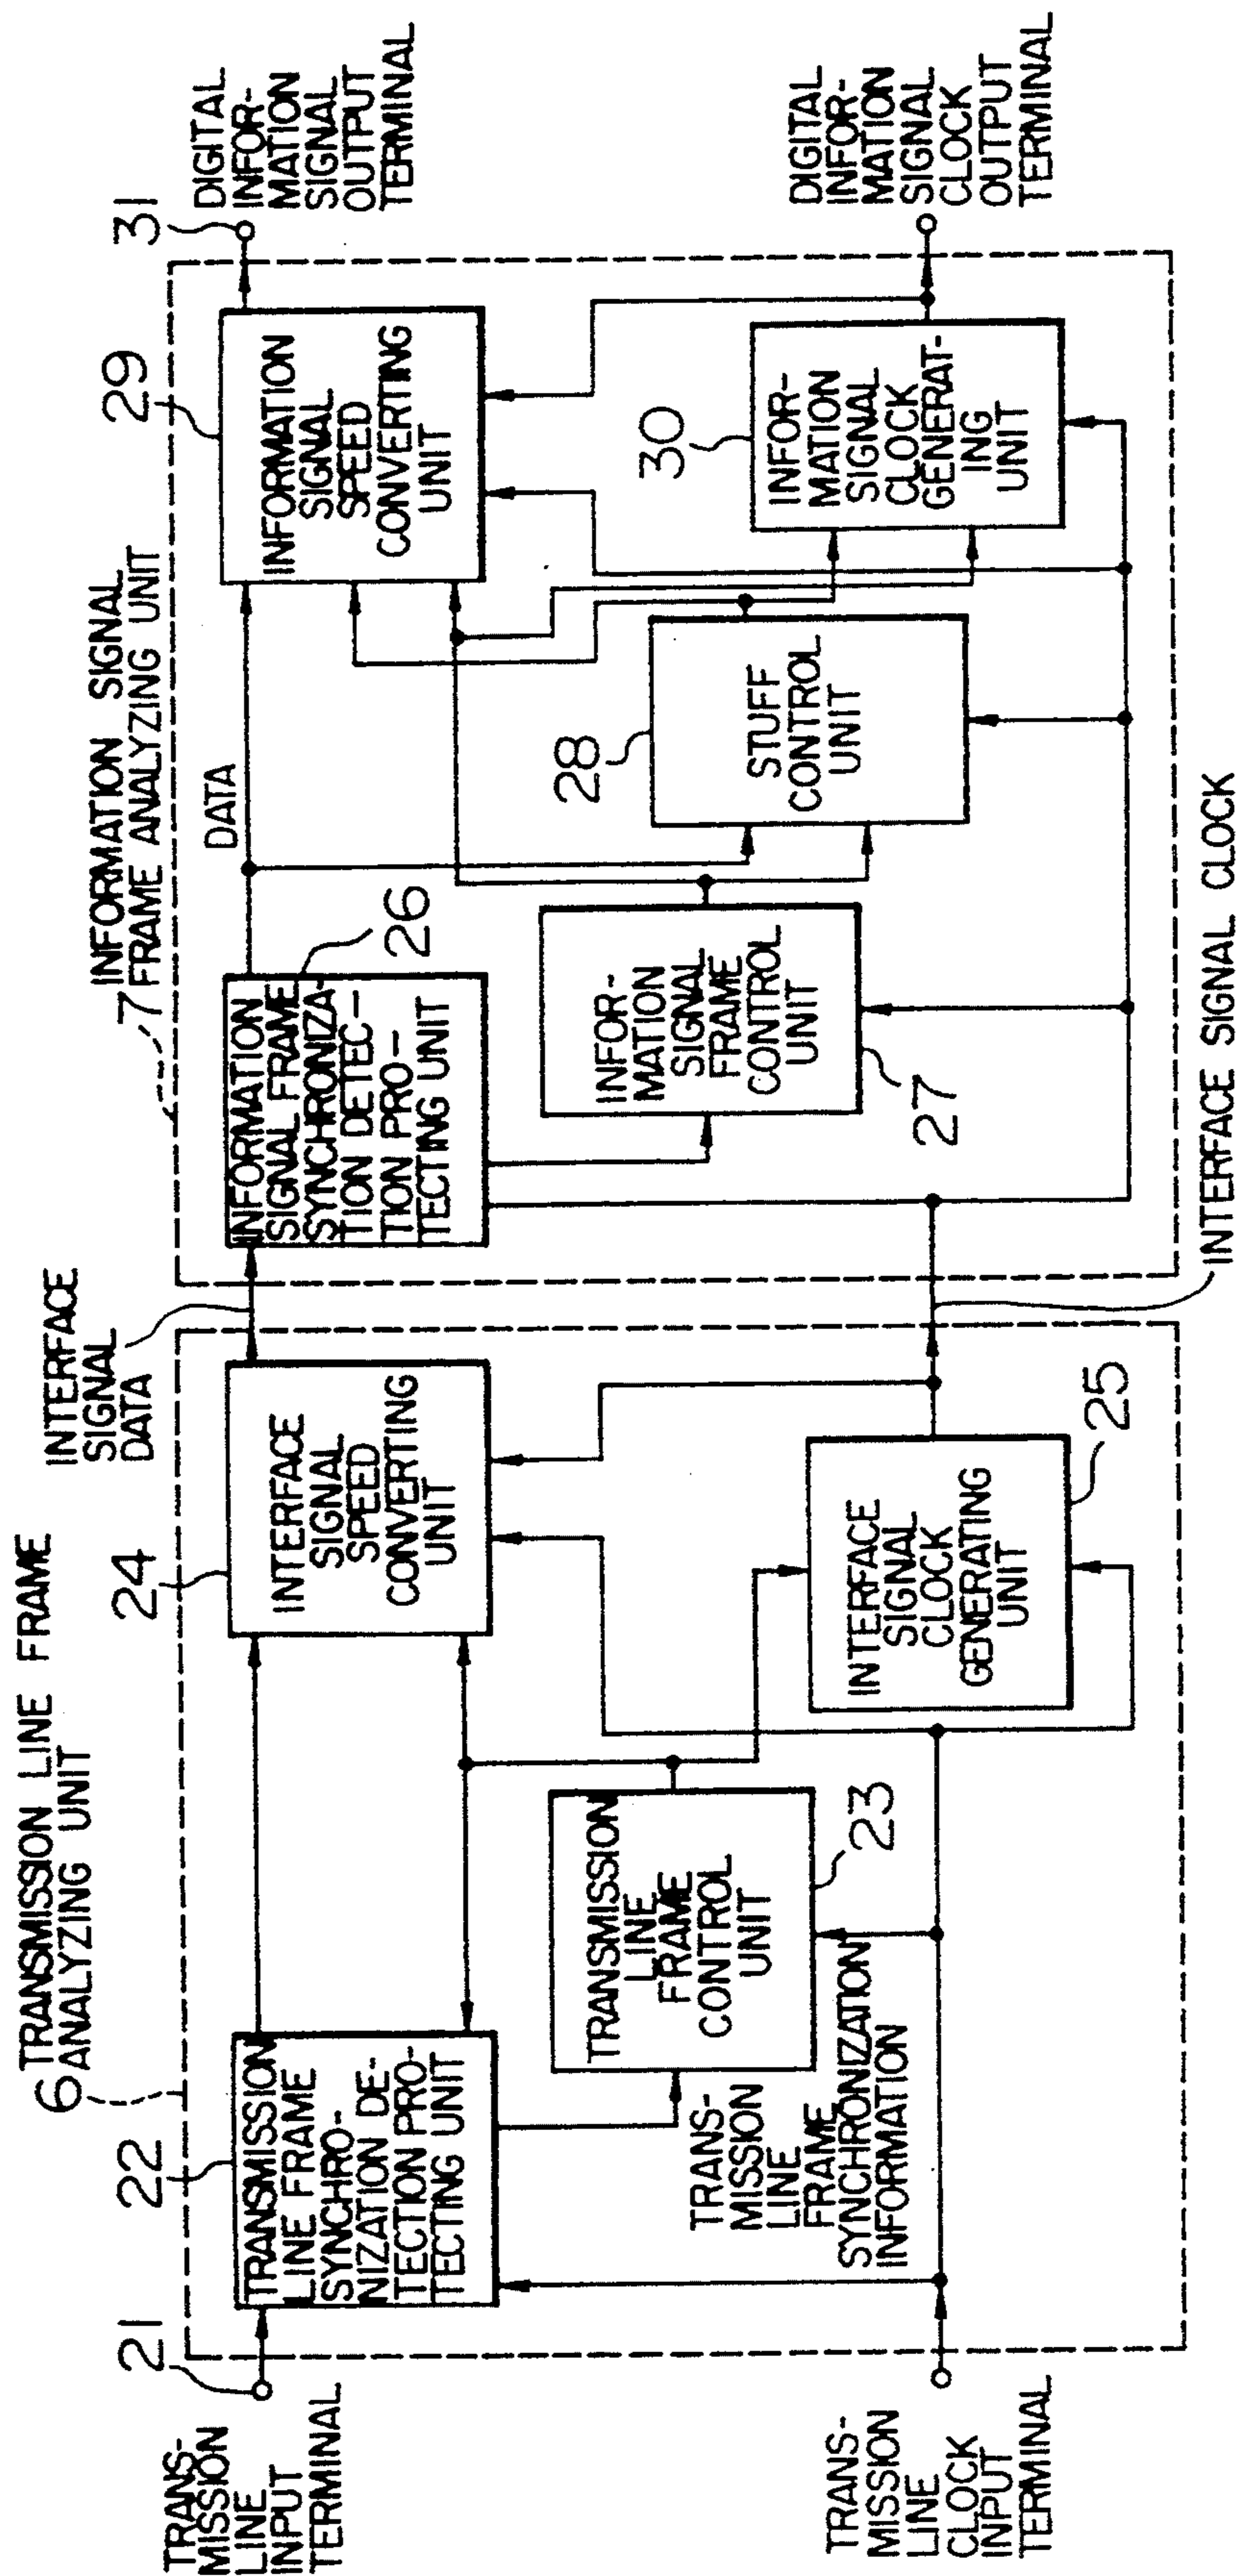 TRANS-
MISSION
LINE
INPUT
TERMINAL
21
TRANS-
MISSION
LINE
CLOCK
INPUT
TERMINAL
6
TRANSMISSION LINE FRAME
ANALYZING UNIT
22
TRANSMISSION
LINE FRAME
SYNCHRO-
NIZATION DE-
TECTION PRO-
TECTING UNIT
TRANS-
MISSION
LINE
FRAME
SYNCHRONIZATION
INFORMATION
TRANSMISSION
LINE
FRAME
CONTROL
UNIT
23
24
INTERFACE
SIGNAL
SPEED
CONVERTING
UNIT
INTERFACE
SIGNAL
CLOCK
GENERATING
UNIT
25
INTERFACE
SIGNAL
DATA
INTERFACE SIGNAL CLOCK
7
INFORMATION SIGNAL
FRAME ANALYZING UNIT
INFORMATION
SIGNAL FRAME
SYNCHRONIZA-
TION DETEC-
TION PRO-
TECTING UNIT
26
INFOR-
MATION
SIGNAL
FRAME
CONTROL
UNIT
27
DATA
28
STUFF
CONTROL
UNIT
29
INFORMATION
SIGNAL
SPEED
CONVERTING
UNIT
30
INFOR-
MATION
SIGNAL
CLOCK
GENERAT-
ING
UNIT
31
DIGITAL
INFOR-
MATION
SIGNAL
OUTPUT
TERMINAL
DIGITAL
INFOR-
MATION
SIGNAL
CLOCK
OUTPUT
TERMINAL